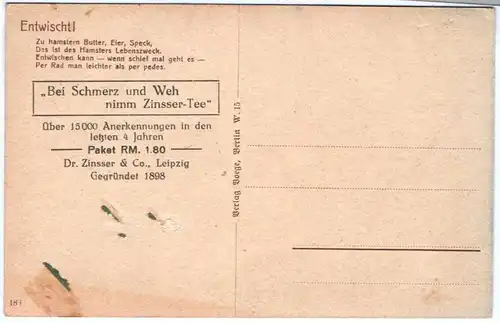 Entwischt!
Zu hamstern Butter, Eier, Speck,
Das ist des Hamsters Lebenszweck.
Entwischen kann — wenn schief mal geht es —
Per Rad man leichter als per pedes.
„Bei Schmerz und Weh
nimm Zinsser-Tee"
über 15000 Anerkennungen in den
letzten 4 Jahren
Paket RM. 1.80
Dr. Zinsser & Co., Leipzig
Gegründet 1898
Verlag Boege, Berlin W. 15